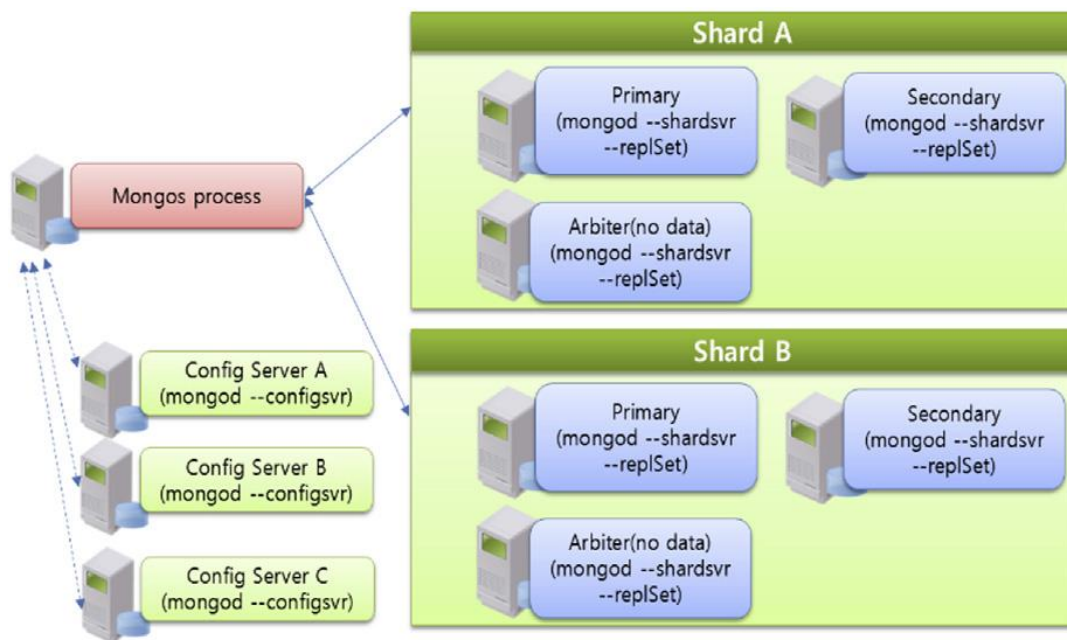 Shard A
Primary
(mongod --shardsvr
--replSet)
Secondary
(mongod --shardsvr
--replSet)
Arbiter(no data)
(mongod --shardsvr
--replSet)
Mongos process
Config Server A
(mongod --configsvr)
Config Server B
(mongod --configsvr)
Config Server C
(mongod --configsvr)
Shard B
Primary
(mongod --shardsvr
--replSet)
Secondary
(mongod --shardsvr
--replSet)
Arbiter(no data)
(mongod --shardsvr
--replSet)